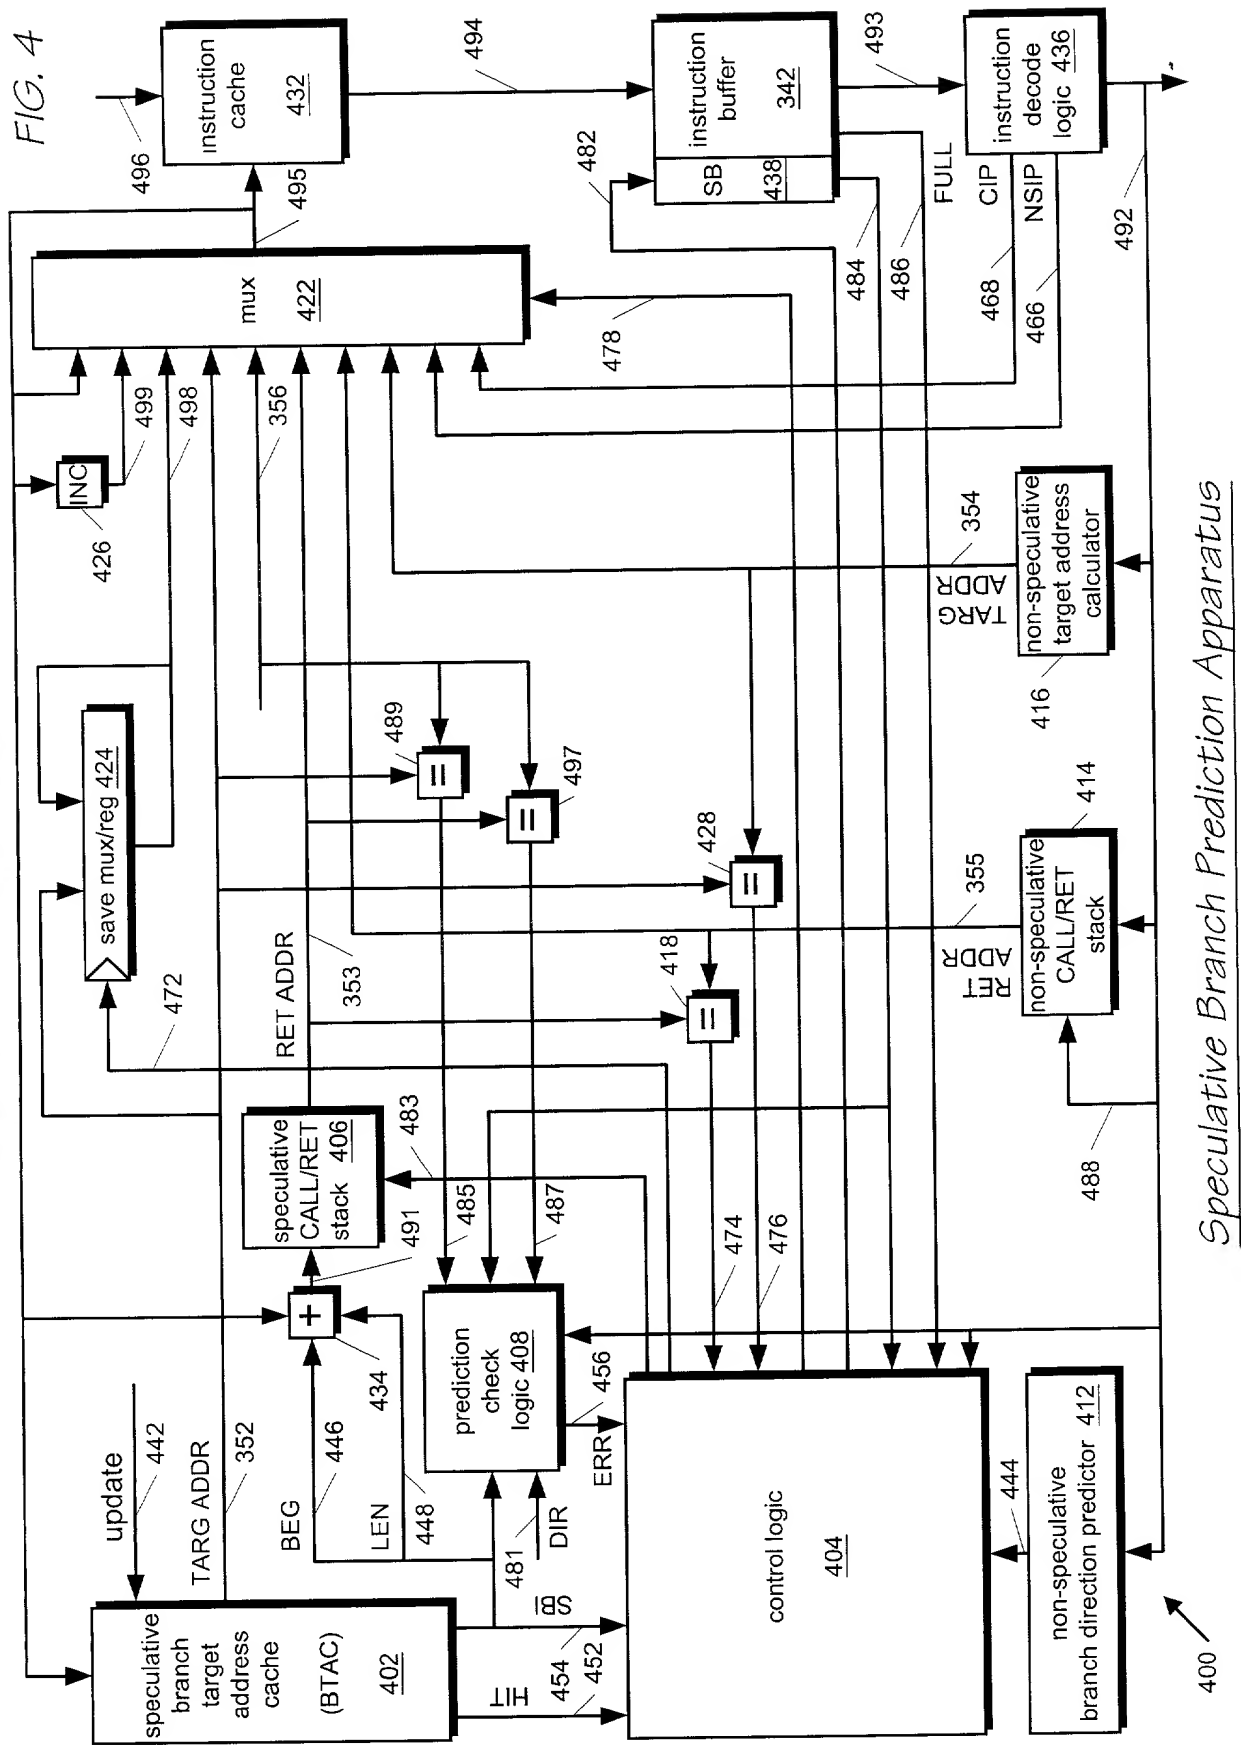 FIG. 4
496
instruction
cache
432
494
482
instruction
buffer
342
SB
438
493
instruction
decode
logic 436
FULL
CIP
NSIP
492
495
mux
422
478
484
486
468
466
499
498
356
INC
426
354
TARG
ADDR
non-speculative
target address
calculator
416
save mux/reg 424
489
497
428
472
RET ADDR
353
418
355
RET
ADDR
414
non-speculative
CALL/RET
stack
488
speculative
CALL/RET
stack 406
483
491
485
487
474
476
+
434
prediction
check
logic 408
456
ERR
update
442
TARG ADDR
352
BEG
446
LEN
448
481
DIR
speculative
branch
target
address
cache
(BTAC)
402
SBI
454
HIT
452
control logic
404
444
non-speculative
branch direction predictor 412
400
=
=
=
=
Speculative Branch Prediction Apparatus